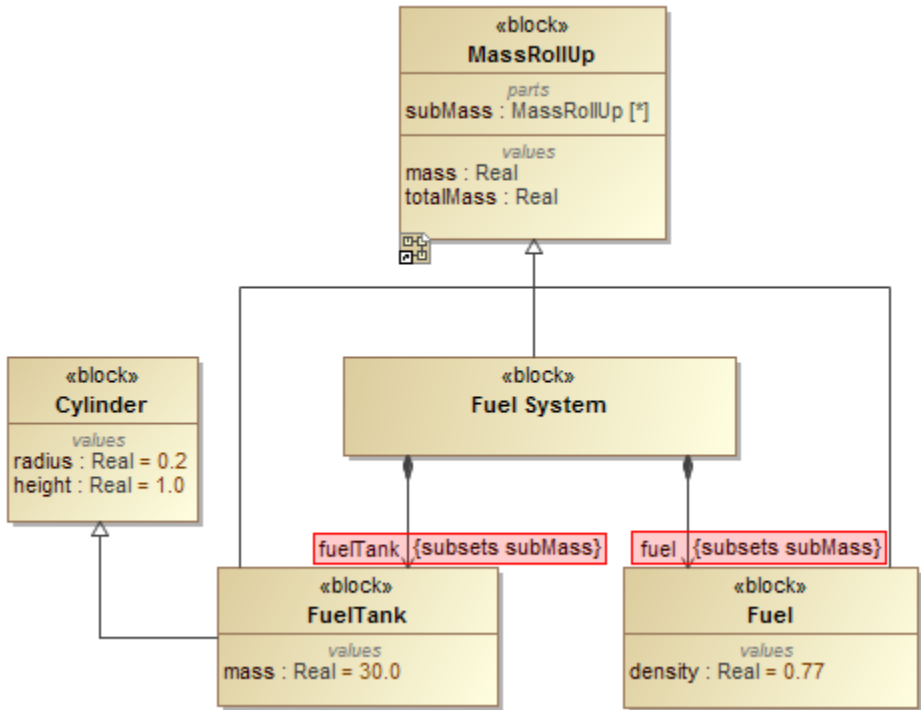 «block»
MassRollUp
parts
subMass : MassRollUp [*]
values
mass : Real
totalMass : Real
«block»
Cylinder
values
radius : Real = 0.2
height : Real = 1.0
«block»
Fuel System
fuelTank {subsets subMass}
fuel {subsets subMass}
«block»
FuelTank
values
mass : Real = 30.0
«block»
Fuel
values
density : Real = 0.77